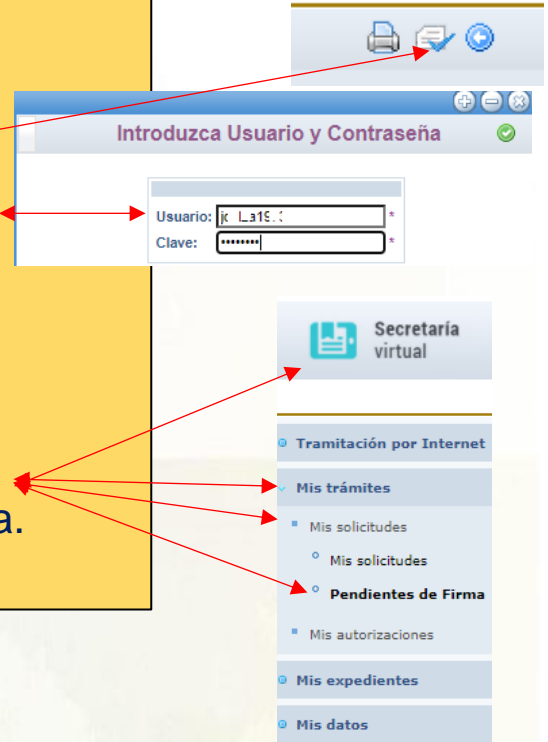 Introduzca Usuario y Contraseña
Usuario: *
Clave: •••••••• *
Secretaría
virtual
Tramitación por Internet
Mis trámites
a.
Mis solicitudes
Mis solicitudes
Pendientes de Firma
Mis autorizaciones
Mis expedientes
Mis datos